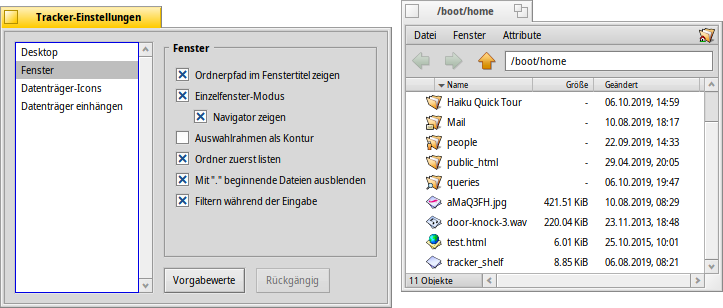 Tracker-Einstellungen
Desktop
Fenster
Datenträger-Icons
Datenträger einhängen
Fenster
Ordnerpfad im Fenstertitel zeigen
Einzelfenster-Modus
Navigator zeigen
Auswahlrahmen als Kontur
Ordner zuerst listen
Mit "." beginnende Dateien ausblenden
Filtern während der Eingabe
Vorgabewerte Rückgängig
/boot/home
Datei Fenster Attribute
/boot/home
Name Größe Geändert
Haiku Quick Tour - 06.10.2019, 14:59
Mail - 10.08.2019, 18:17
people - 22.09.2019, 14:33
public_html - 29.04.2019, 20:05
queries - 06.10.2019, 19:47
aMaQ3FH.jpg 421.51 KiB 10.08.2019, 08:29
door-knock-3.wav 220.04 KiB 23.11.2013, 18:48
test.html 6.01 KiB 25.10.2015, 10:01
tracker_shelf 8.85 KiB 06.08.2019, 08:21
11 Objekte